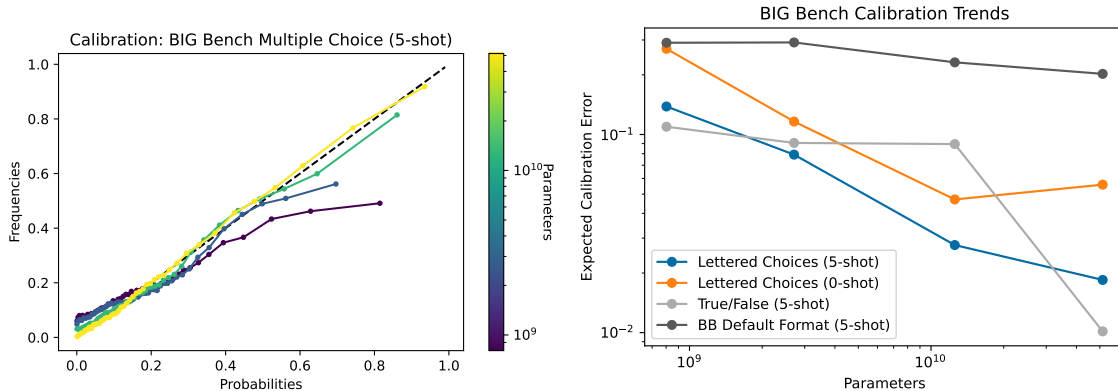 Calibration: BIG Bench Multiple Choice (5-shot)
Frequencies
1.0
0.8
0.6
0.4
0.2
0.0
0.0 0.2 0.4 0.6 0.8 1.0
Probabilities
10¹⁰
10⁹
Parameters
BIG Bench Calibration Trends
Expected Calibration Error
10⁻¹
10⁻²
Lettered Choices (5-shot)
Lettered Choices (0-shot)
True/False (5-shot)
BB Default Format (5-shot)
10⁹ 10¹⁰
Parameters